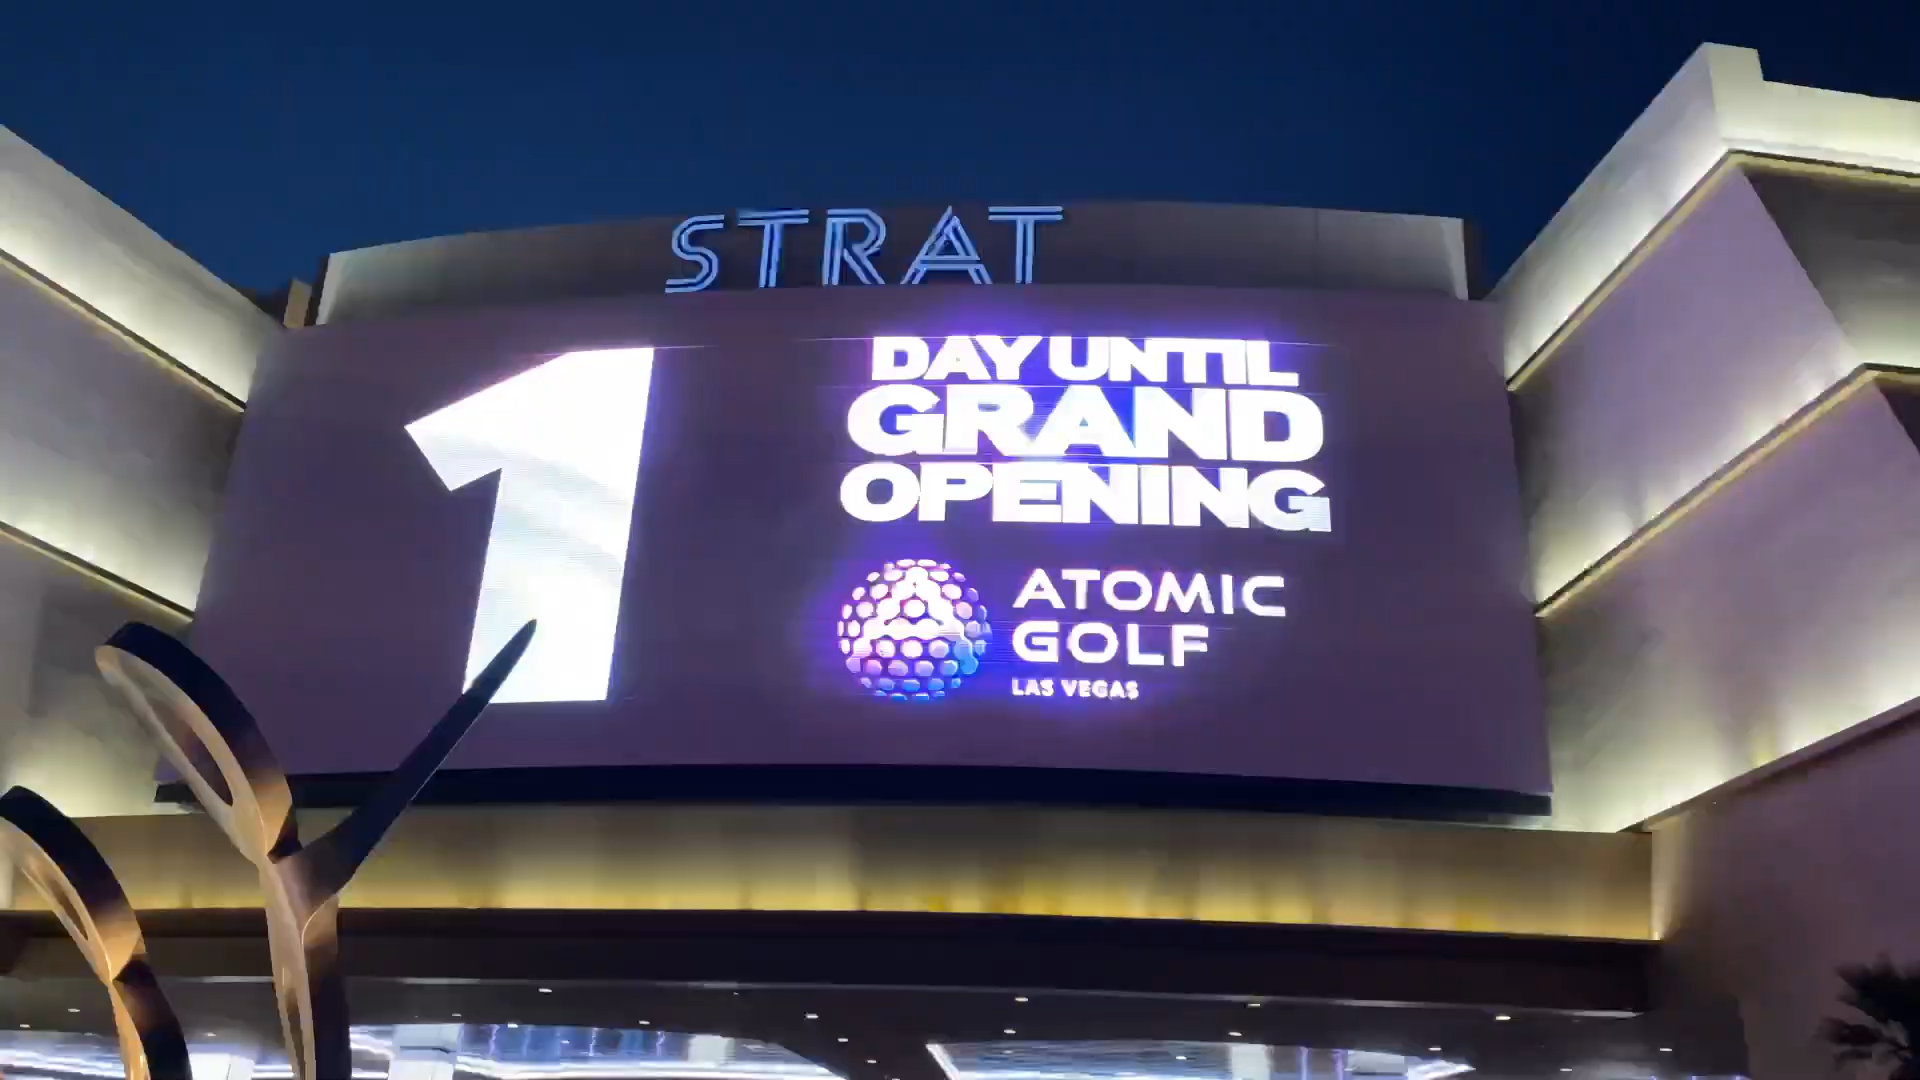 STRAT
1
DAY UNTIL
GRAND
OPENING
ATOMIC
GOLF
LAS VEGAS